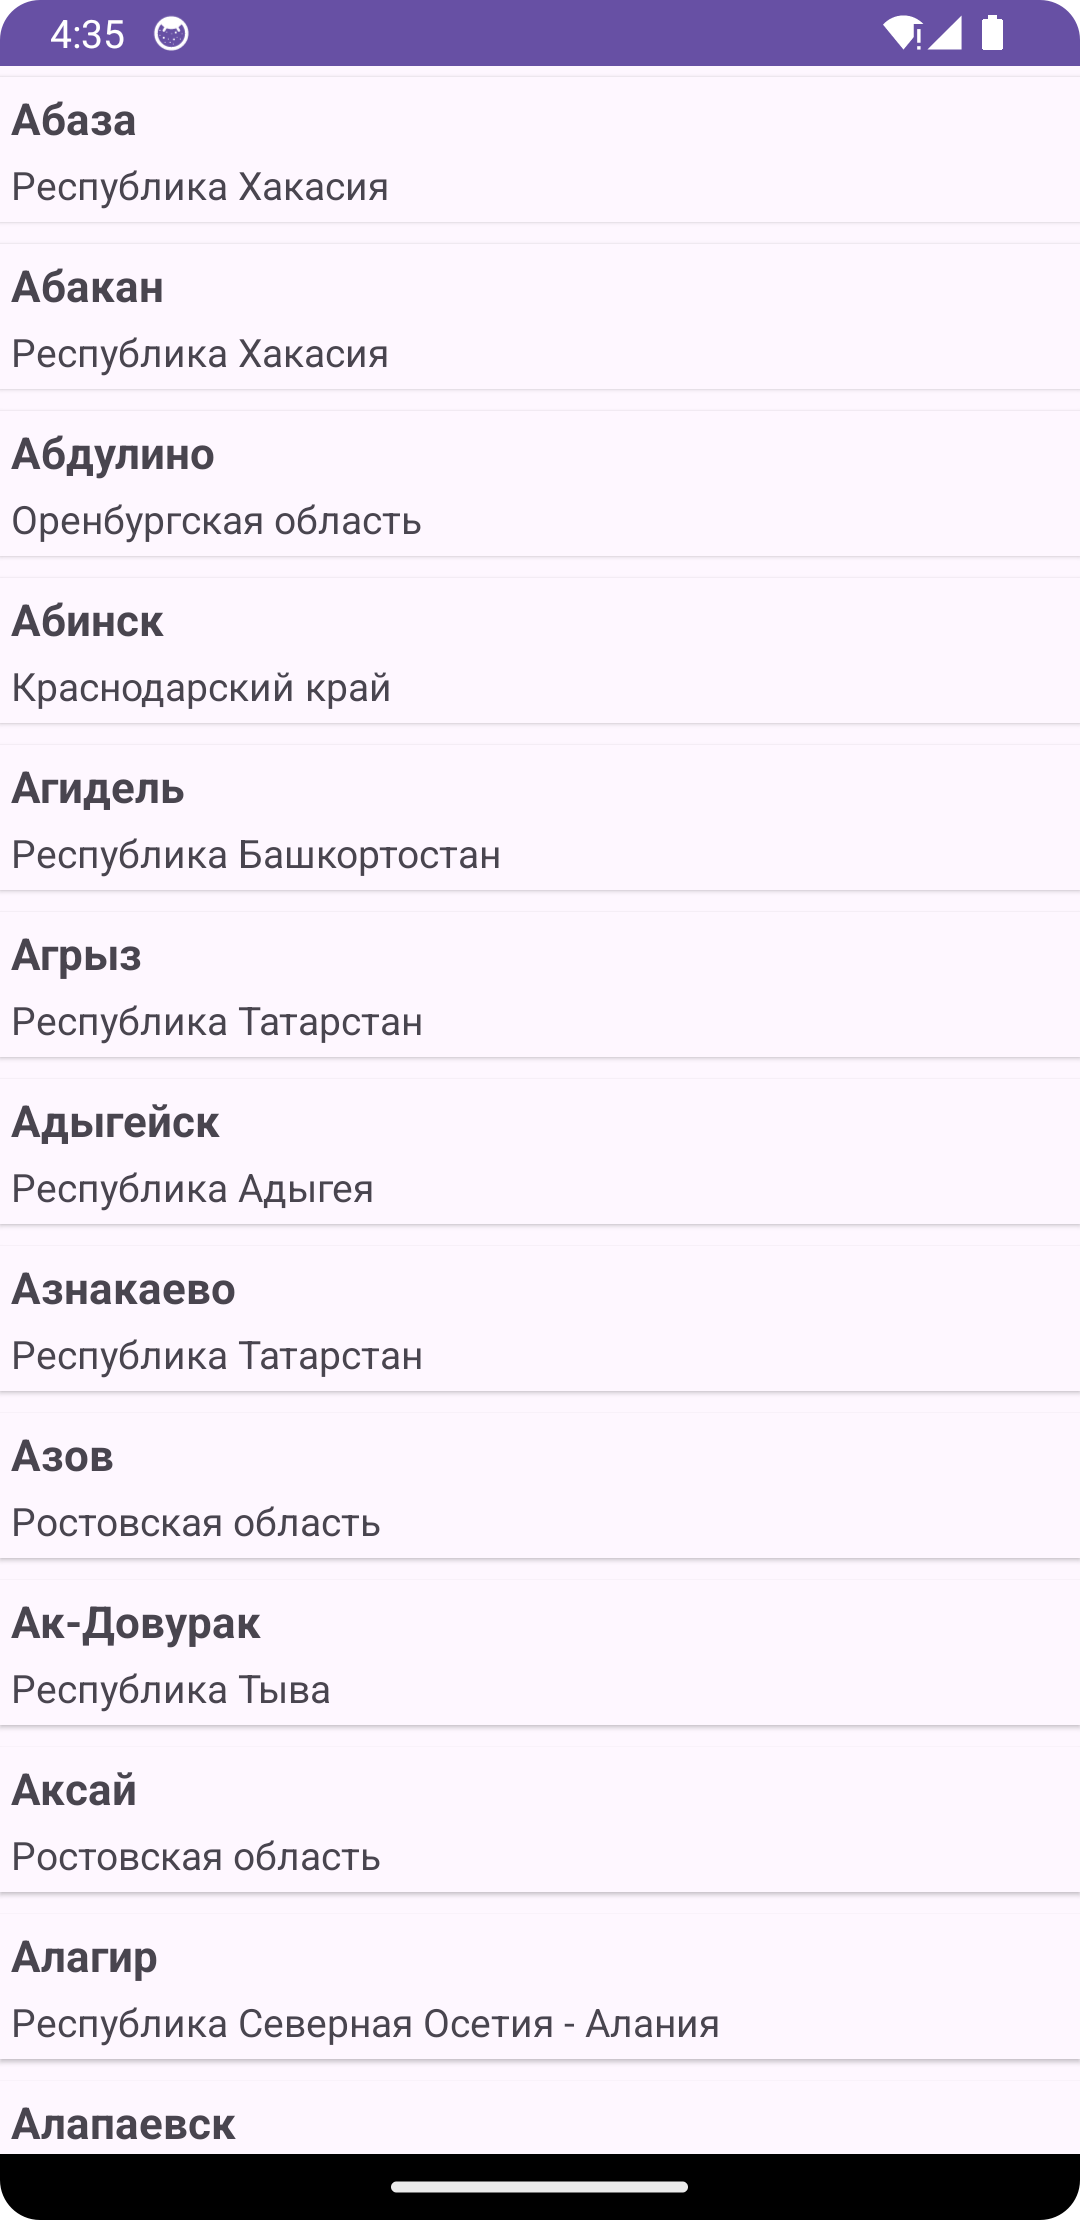 4:35
Абаза
Республика Хакасия
Абакан
Республика Хакасия
Абдулино
Оренбургская область
Абинск
Краснодарский край
Агидель
Республика Башкортостан
Агрыз
Республика Татарстан
Адыгейск
Республика Адыгея
Азнакаево
Республика Татарстан
Азов
Ростовская область
Ак-Довурак
Республика Тыва
Аксай
Ростовская область
Алагир
Республика Северная Осетия - Алания
Алапаевск